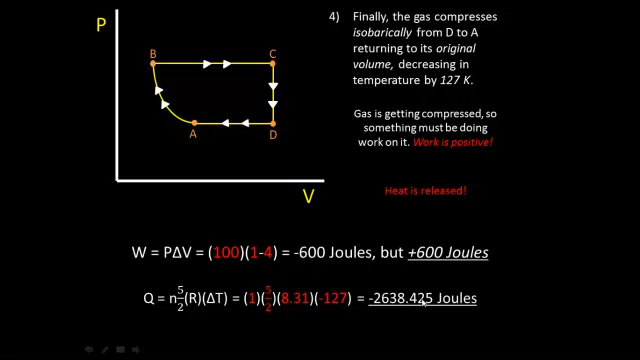 P
4) Finally, the gas compresses
isobarically from D to A
returning to its original
volume, decreasing in
temperature by 127 K.
B
C
Gas is getting compressed, so
something must be doing
work on it. Work is positive!
A
D
V
Heat is released!
W = PΔV = (100)(1-4) = -600 Joules, but +600 Joules
Q = n5/2(R)(ΔT) = (1)(5/2)(8.31)(-127) = -2638.425 Joules